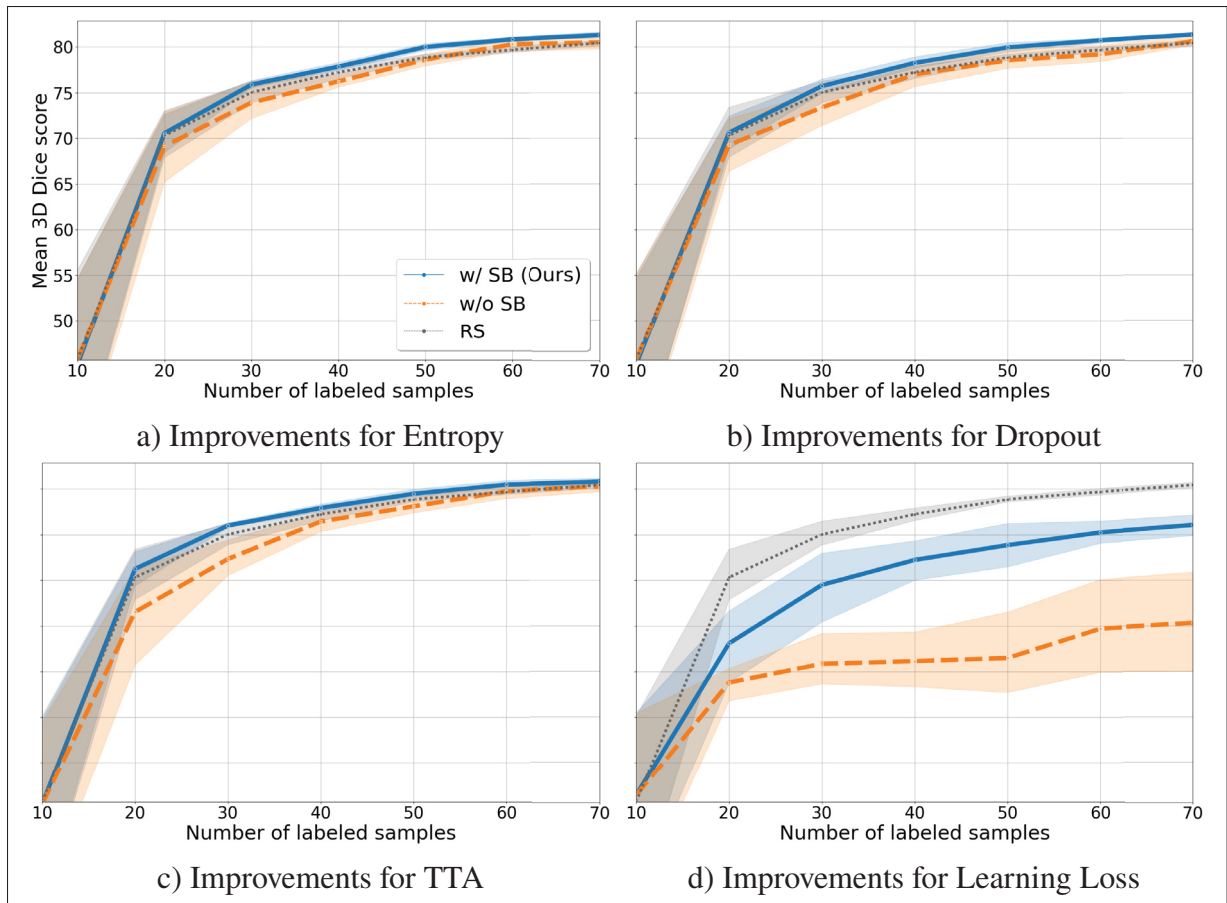 Mean 3D Dice score
80
75
70
65
60
55
50
w/ SB (Ours)
w/o SB
RS
10 20 30 40 50 60 70
Number of labeled samples
a) Improvements for Entropy
10 20 30 40 50 60 70
Number of labeled samples
b) Improvements for Dropout
10 20 30 40 50 60 70
Number of labeled samples
c) Improvements for TTA
10 20 30 40 50 60 70
Number of labeled samples
d) Improvements for Learning Loss